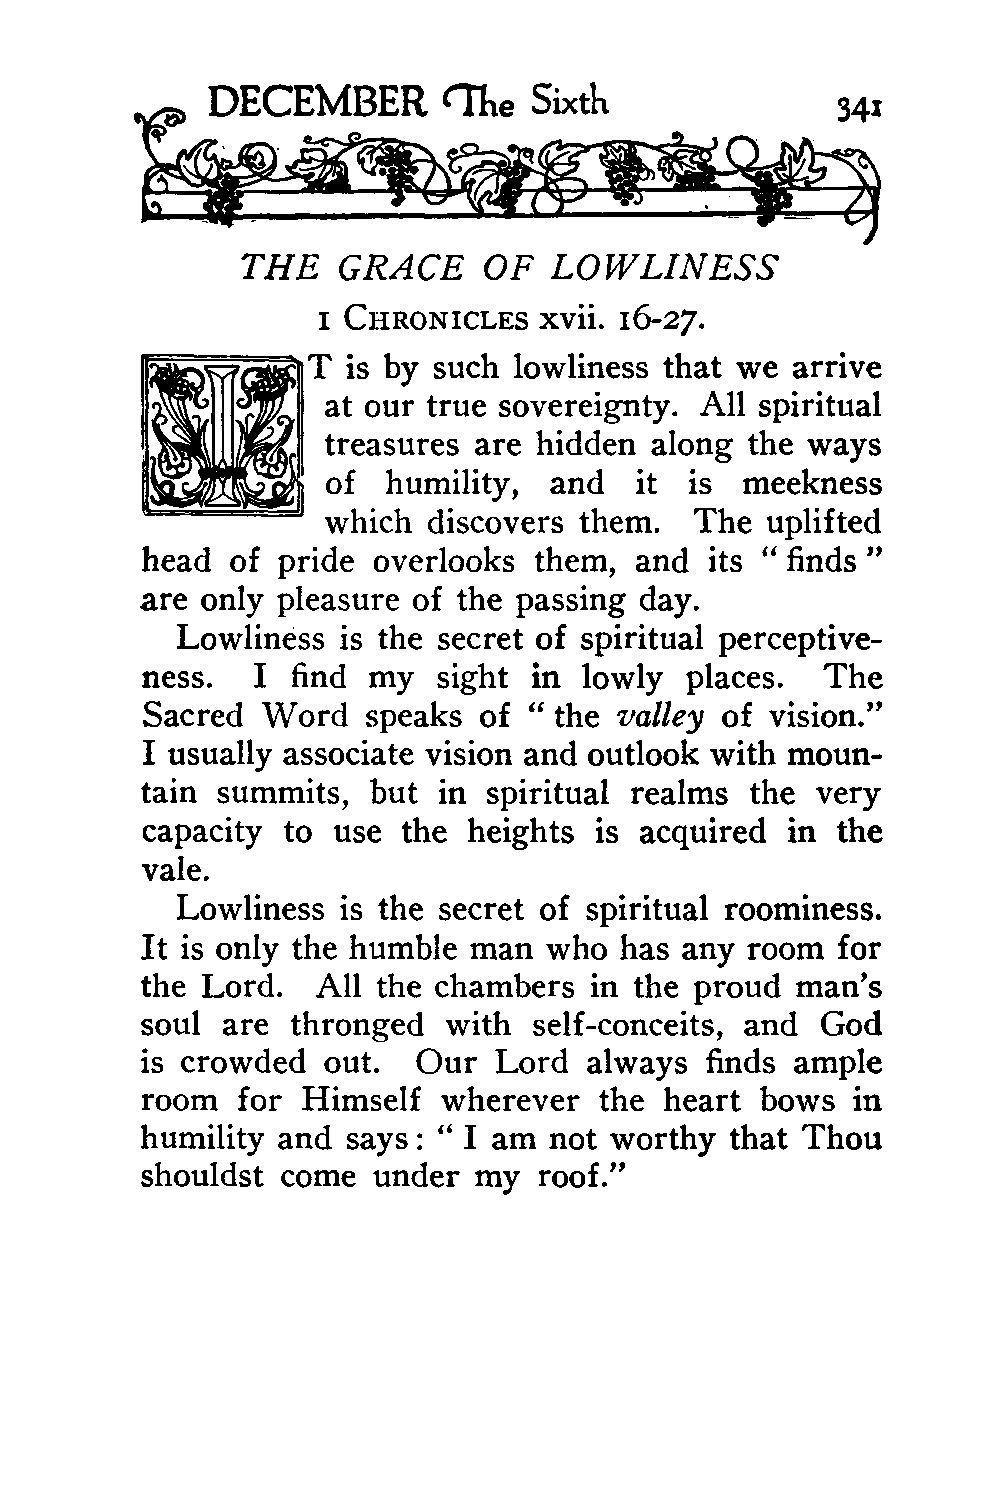 DECEMBER The Sixth 341
THE GRACE OF LOWLINESS
1 CHRONICLES xvii. 16-27.
IT is by such lowliness that we arrive
at our true sovereignty. All spiritual
treasures are hidden along the ways
of humility, and it is meekness
which discovers them. The uplifted
head of pride overlooks them, and its “ finds ”
are only pleasure of the passing day.
Lowliness is the secret of spiritual perceptive-
ness. I find my sight in lowly places. The
Sacred Word speaks of “ the valley of vision.”
I usually associate vision and outlook with moun-
tain summits, but in spiritual realms the very
capacity to use the heights is acquired in the
vale.
Lowliness is the secret of spiritual roominess.
It is only the humble man who has any room for
the Lord. All the chambers in the proud man’s
soul are thronged with self-conceits, and God
is crowded out. Our Lord always finds ample
room for Himself wherever the heart bows in
humility and says : “ I am not worthy that Thou
shouldst come under my roof.”